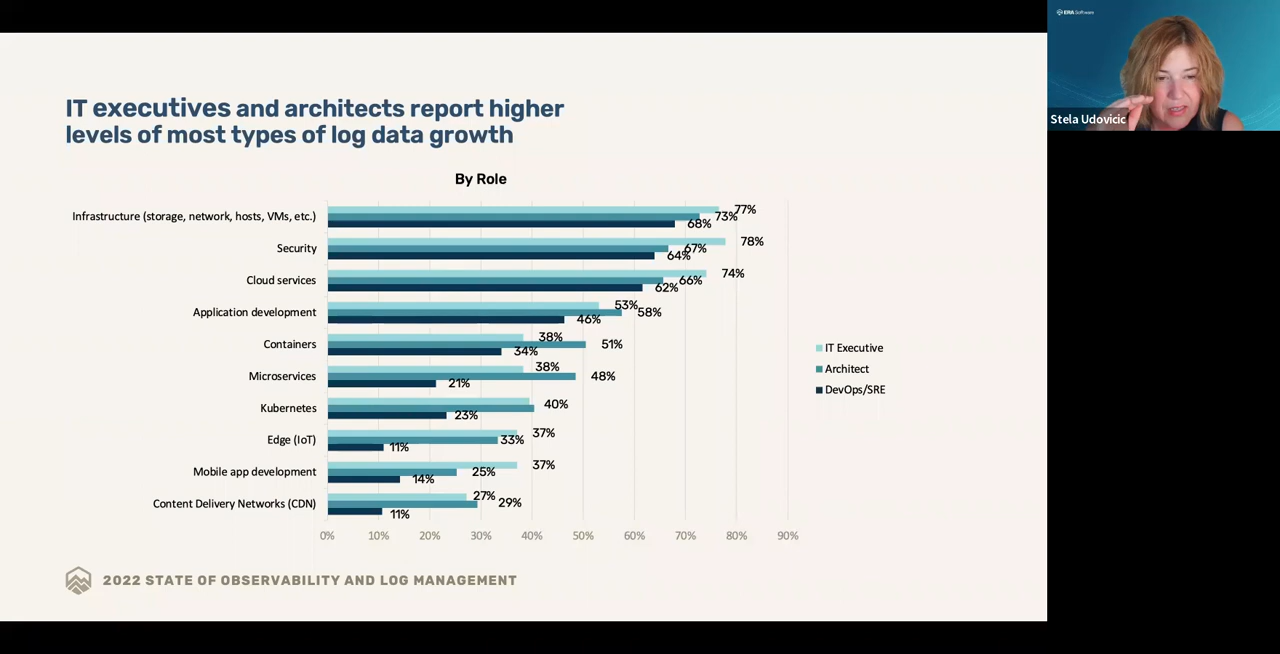 ERA Software
Stela Udovicic
IT executives and architects report higher
levels of most types of log data growth
By Role
Infrastructure (storage, network, hosts, VMs, etc.)
77%
73%
68%
Security
78%
67%
64%
Cloud services
74%
66%
62%
Application development
53%
58%
46%
Containers
38%
51%
34%
Microservices
38%
48%
21%
Kubernetes
40%
23%
Edge (IoT)
37%
33%
11%
Mobile app development
37%
25%
14%
Content Delivery Networks (CDN)
27%
29%
11%
0% 10% 20% 30% 40% 50% 60% 70% 80% 90%
IT Executive
Architect
DevOps/SRE
2022 STATE OF OBSERVABILITY AND LOG MANAGEMENT